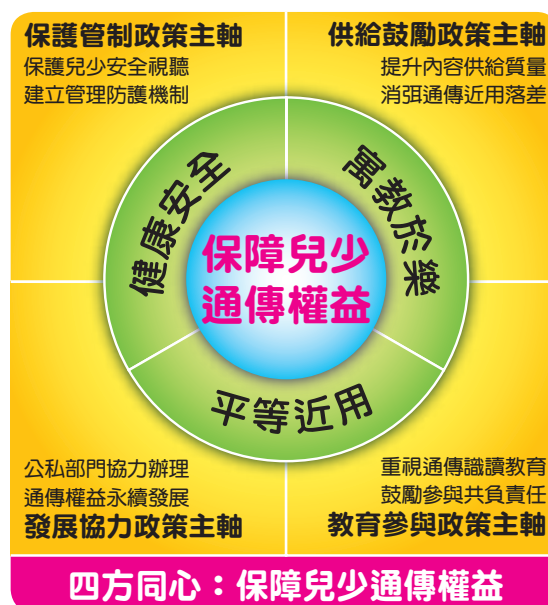 保護管制政策主軸
保護兒少安全視聽
建立管理防護機制
供給鼓勵政策主軸
提升內容供給質量
消弭通傳近用落差
健康安全
寓教於樂
保障兒少
通傳權益
平等近用
公私部門協力辦理
通傳權益永續發展
發展協力政策主軸
重視通傳識讀教育
鼓勵參與共負責任
教育參與政策主軸
四方同心：保障兒少通傳權益